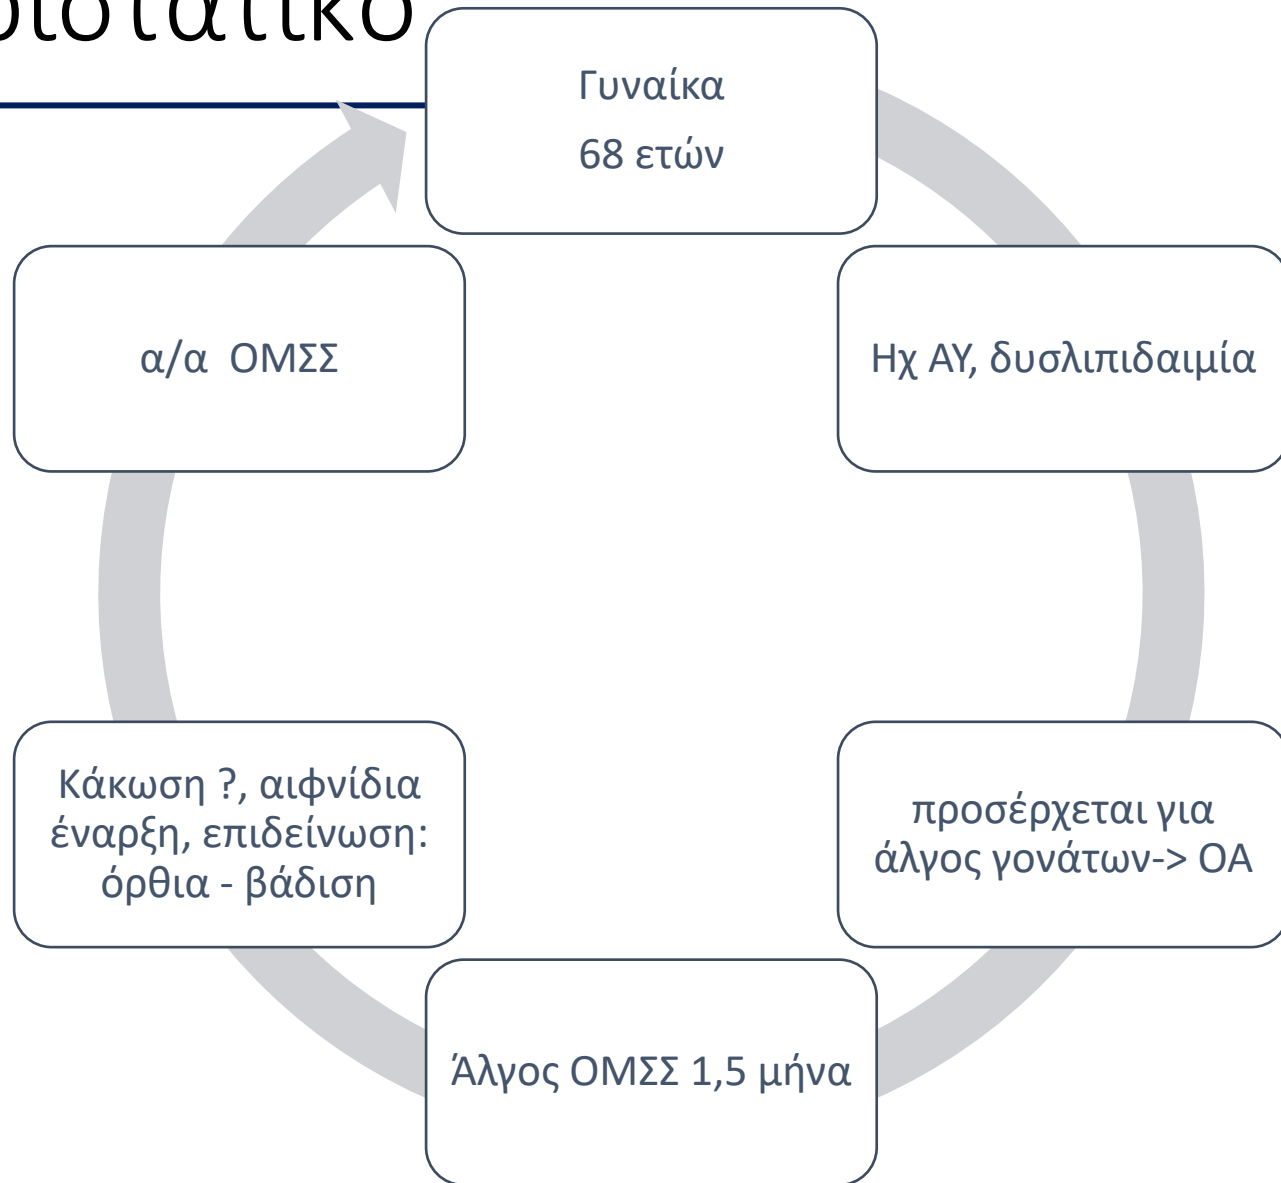 Γυναίκα
68 ετών
Ηχ ΑΥ, δυσλιπιδαιμία
προσέρχεται για
άλγος γονάτων-> ΟΑ
Άλγος ΟΜΣΣ 1,5 μήνα
Κάκωση ?, αιφνίδια
έναρξη, επιδείνωση:
όρθια - βάδιση
α/α ΟΜΣΣ